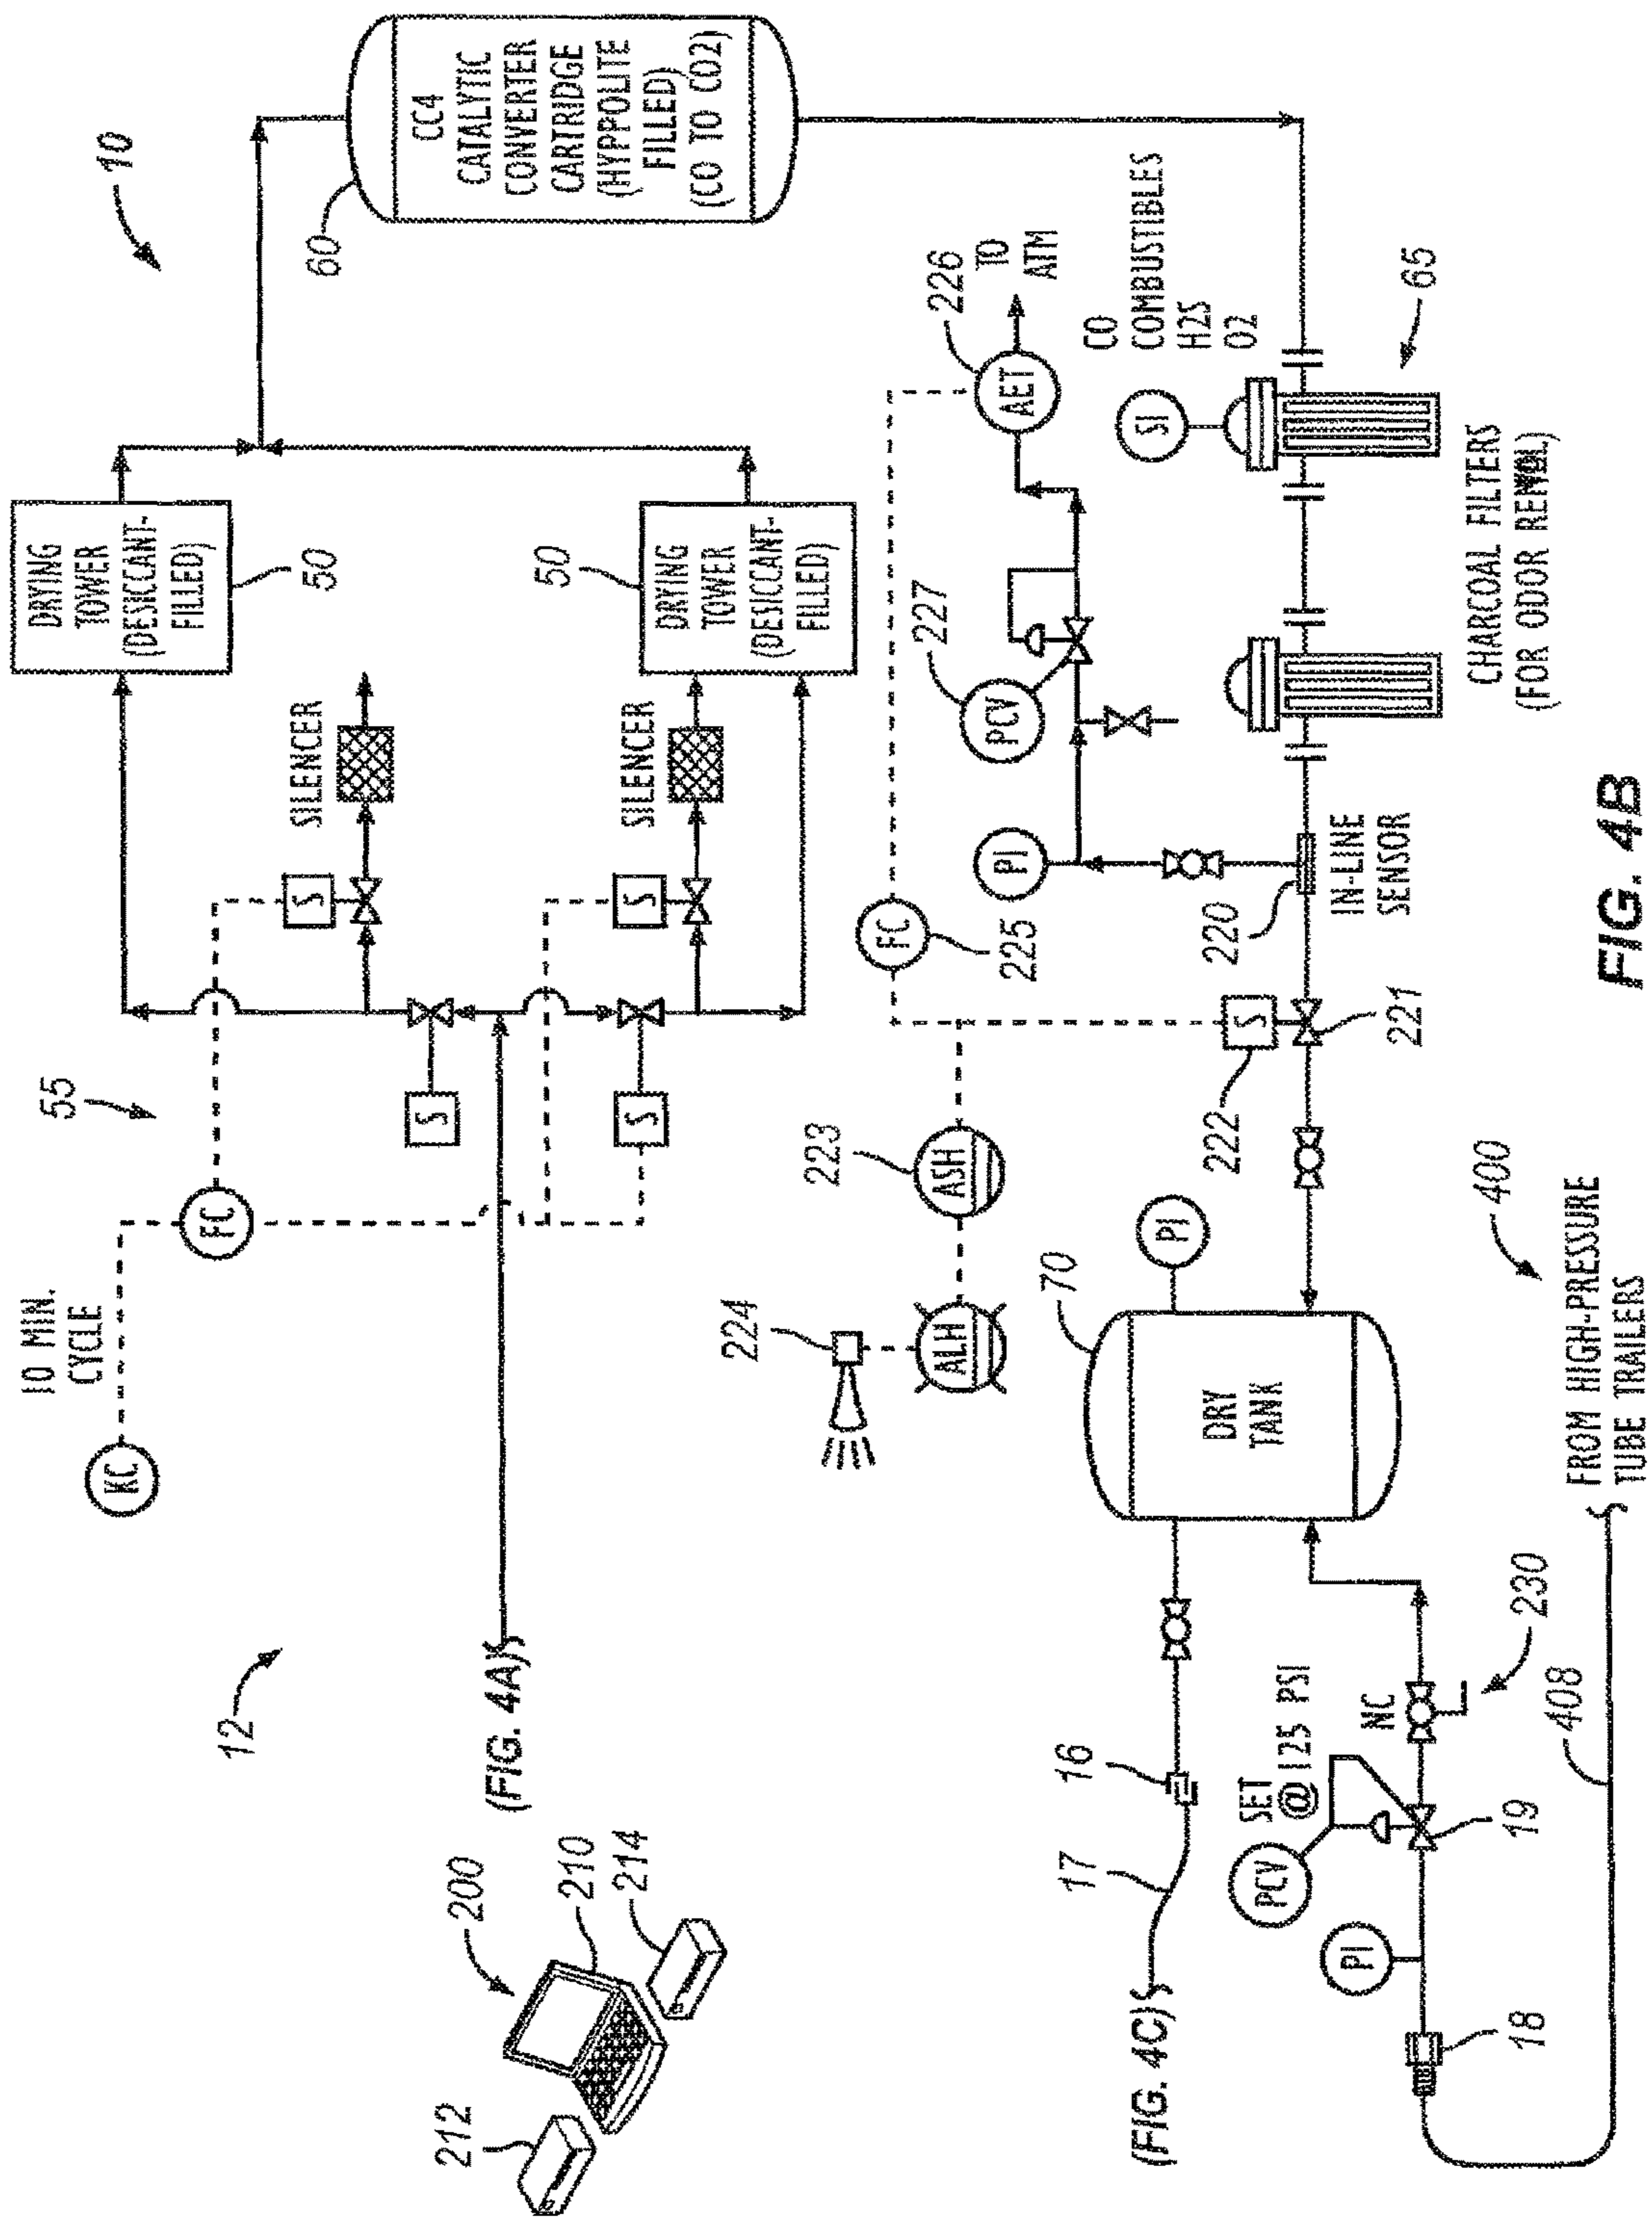 10 MIN.
CYCLE
KC
FC
55
DRYING
TOWER
(DESICCANT-
FILLED)
50
10
12
SILENCER
S
S
60
CC4
CATALYTIC
CONVERTER
CARTRIDGE
(HYPPOLITE
FILLED)
(CO TO CO2)
(FIG. 4A)
200
210
214
212
SILENCER
S
S
50
DRYING
TOWER
(DESICCANT-
FILLED)
224
ALH
223
ASH
FC
225
PI
227
PCV
226
AET
TO
ATM
CO
COMBUSTIBLES
H2S
O2
SI
65
70
PI
DRY
TANK
222
S
221
220
IN-LINE
SENSOR
CHARCOAL FILTERS
(FOR ODOR
(FIG. 4C)
17
16
SET
@ 125 PSI
PCV
NC
PI
18
19
230
408
400
FROM HIGH-PRESSURE
TUBE TRAILERS
FIG. 4B